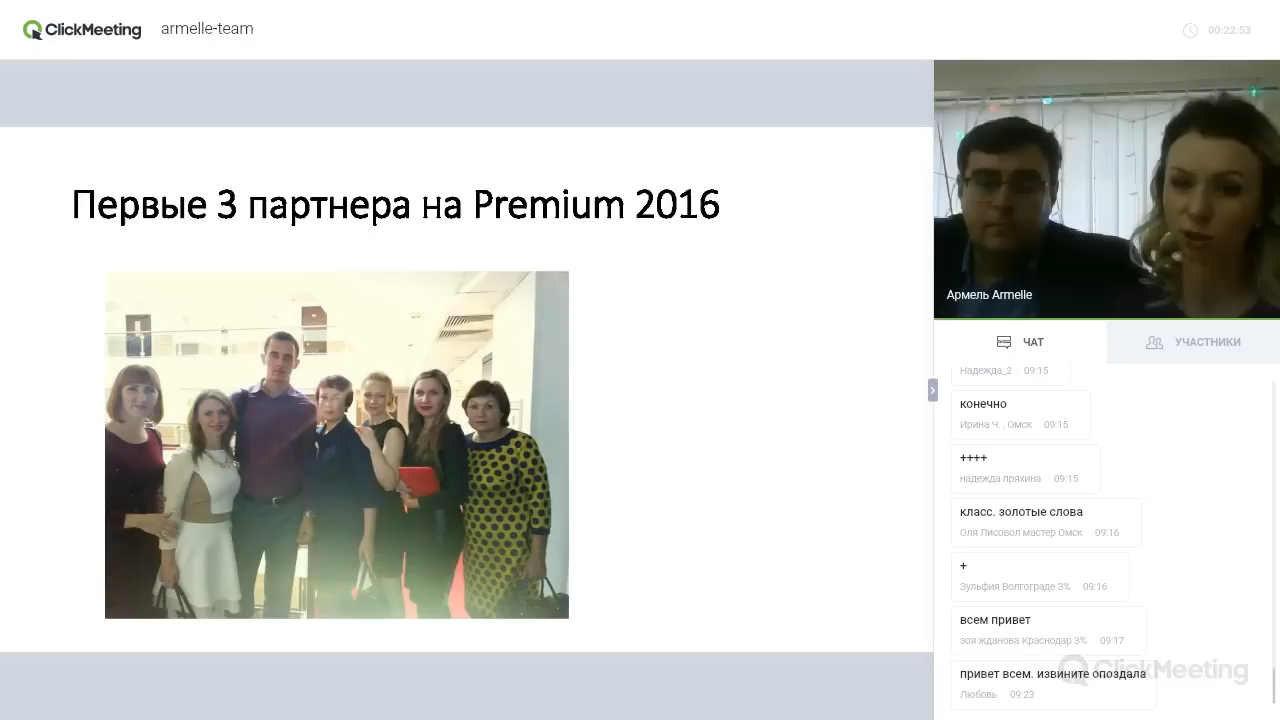 ClickMeeting
armelle-team
00:22:53
Первые 3 партнера на Premium 2016
Армель Armelle
ЧАТ
УЧАСТНИКИ
Надежда_2 09:15
конечно
Ирина Ч. , Омск 09:15
++++
надежда пряхина 09:15
класс. золотые слова
Оля Лисовол мастер Омск 09:16
+
Зульфия Волгограде 3% 09:16
всем привет
зоя жданова Краснодар 3% 09:17
привет всем. извините опоздала
Любовь 09:23
ClickMeeting